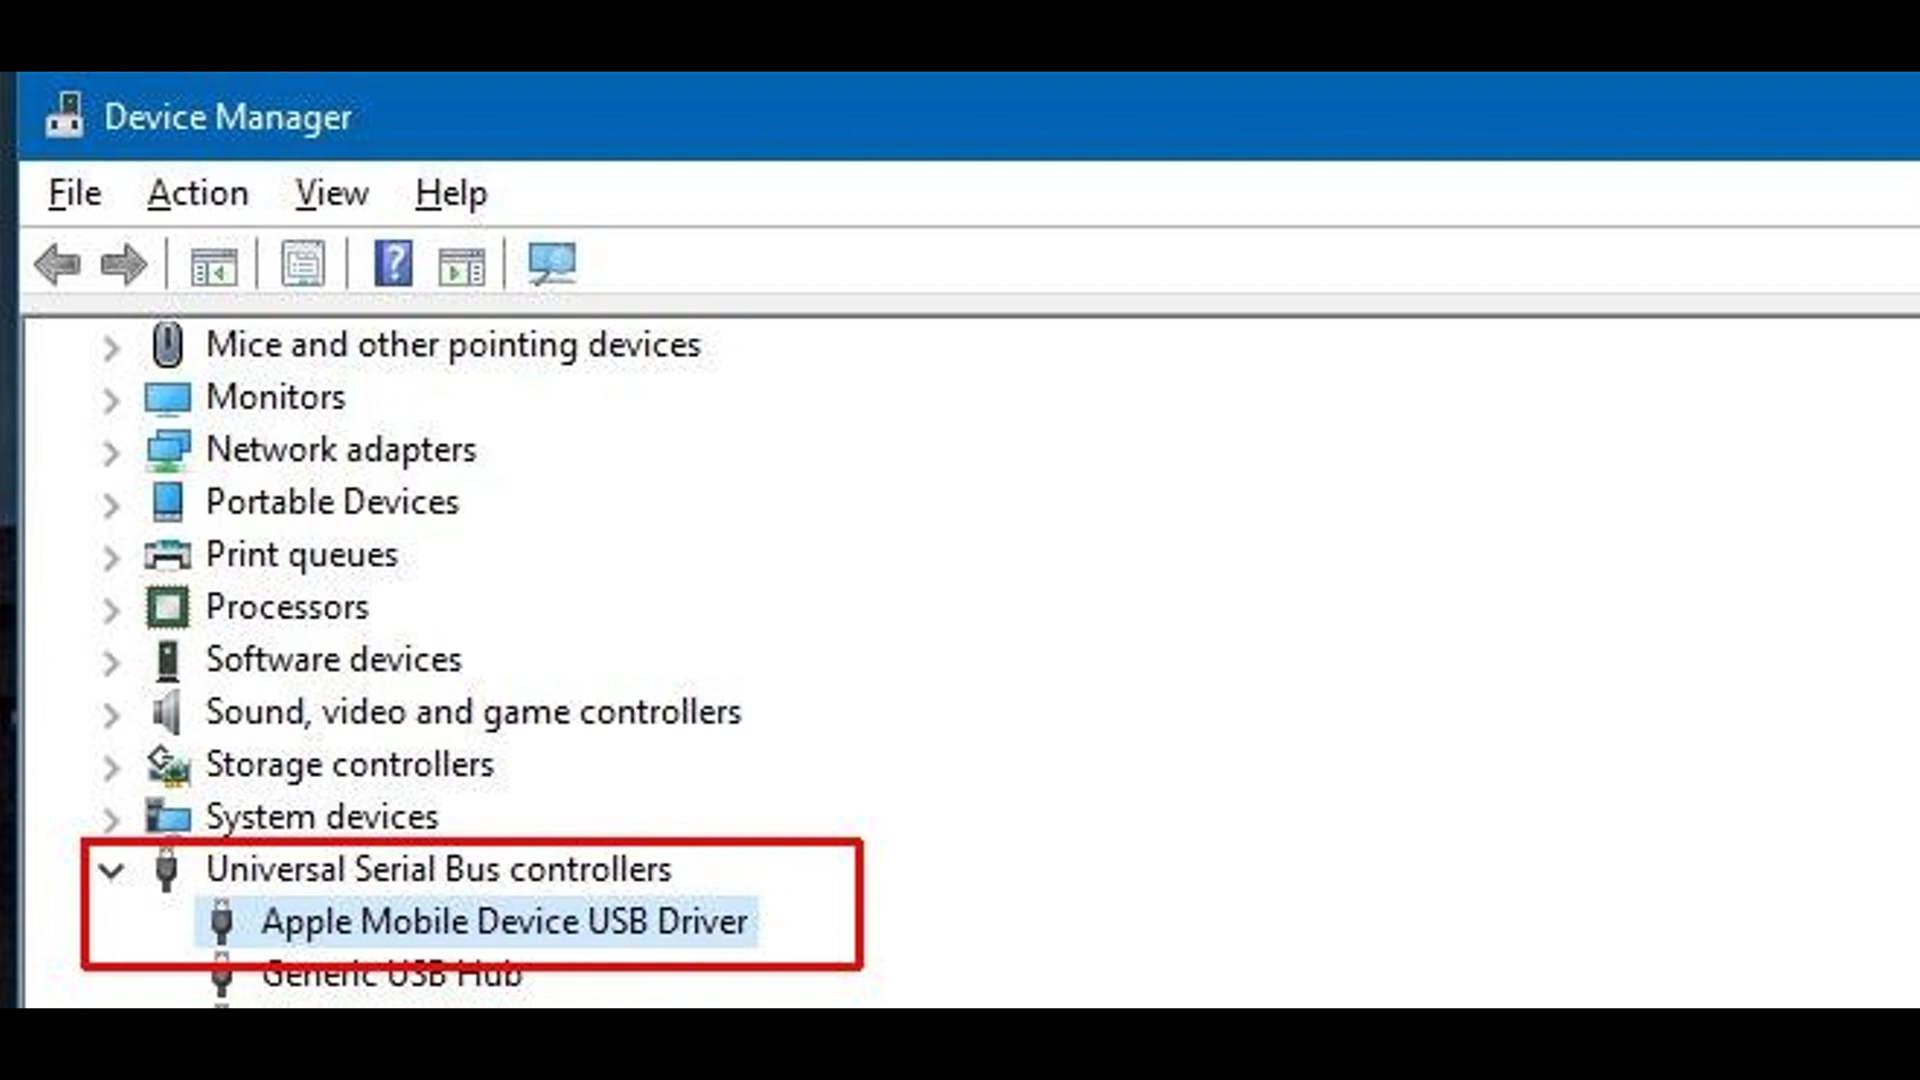 Device Manager
File Action View Help
Mice and other pointing devices
Monitors
Network adapters
Portable Devices
Print queues
Processors
Software devices
Sound, video and game controllers
Storage controllers
System devices
Universal Serial Bus controllers
Apple Mobile Device USB Driver
Generic USB Hub